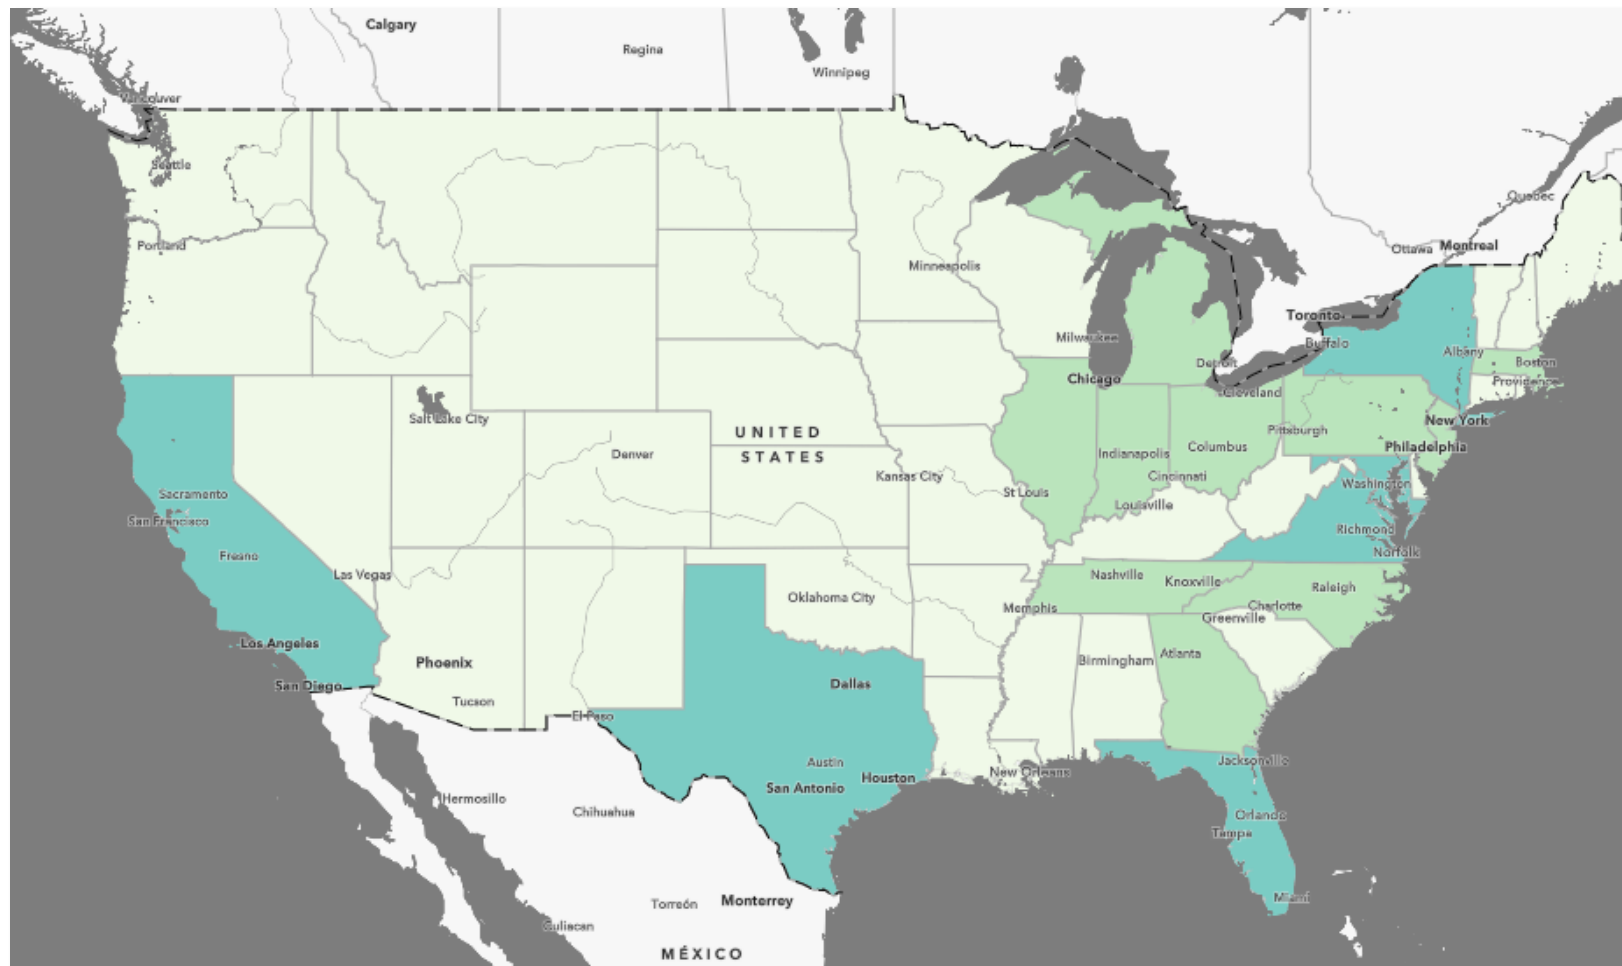 Calgary
Regina
Winnipeg
Vancouver
Seattle
Quebec
Portland
Ottawa
Montreal
Minneapolis
Toronto
Milwaukee
Buffalo
Albany
Boston
Detroit
Chicago
Providence
Cleveland
Salt Lake City
New York
UNITED
STATES
Pittsburgh
Columbus
Philadelphia
Denver
Indianapolis
Kansas City
Cincinnati
Washington
Sacramento
St Louis
Louisville
San Francisco
Richmond
Fresno
Norfolk
Las Vegas
Nashville
Knoxville
Raleigh
Oklahoma City
Memphis
Charlotte
Greenville
Los Angeles
Phoenix
Birmingham
Atlanta
San Diego
Dallas
Tucson
El Paso
Austin
Jacksonville
New Orleans
Houston
San Antonio
Hermosillo
Chihuahua
Orlando
Tampa
Miami
Torreón
Monterrey
Culiacan
MÉXICO